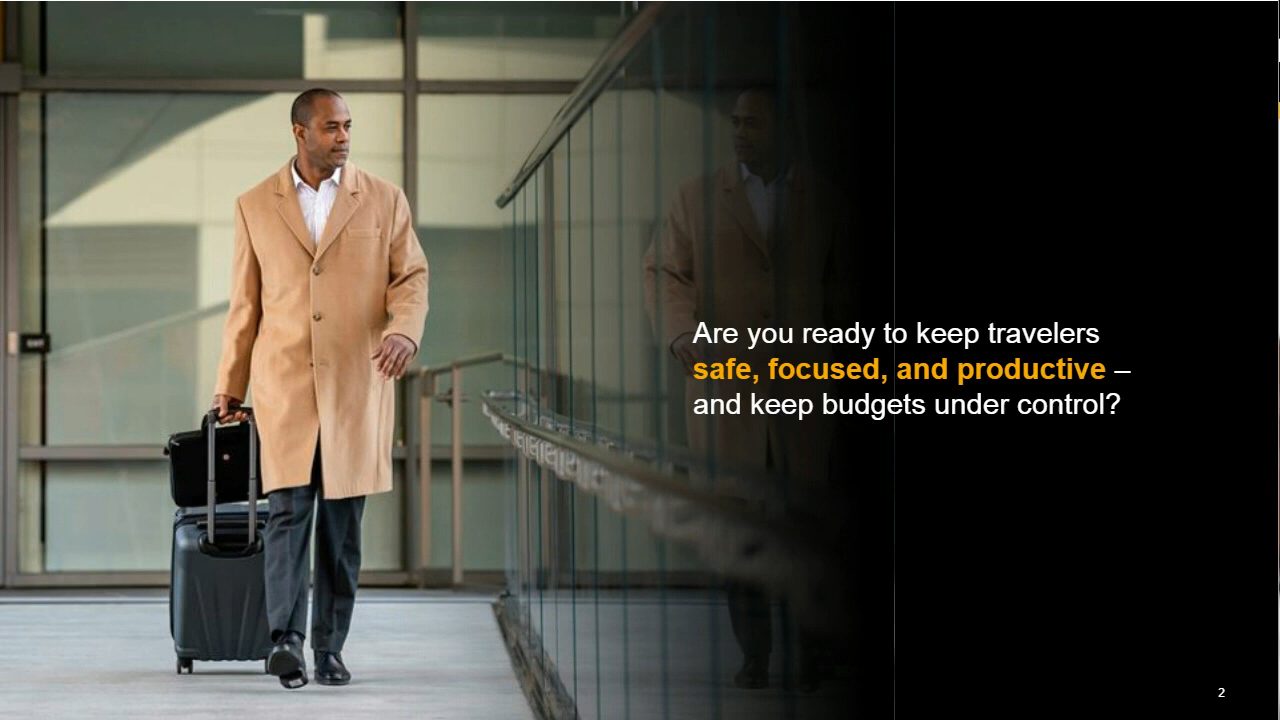 Are you ready to keep travelers
safe, focused, and productive –
and keep budgets under control?
2